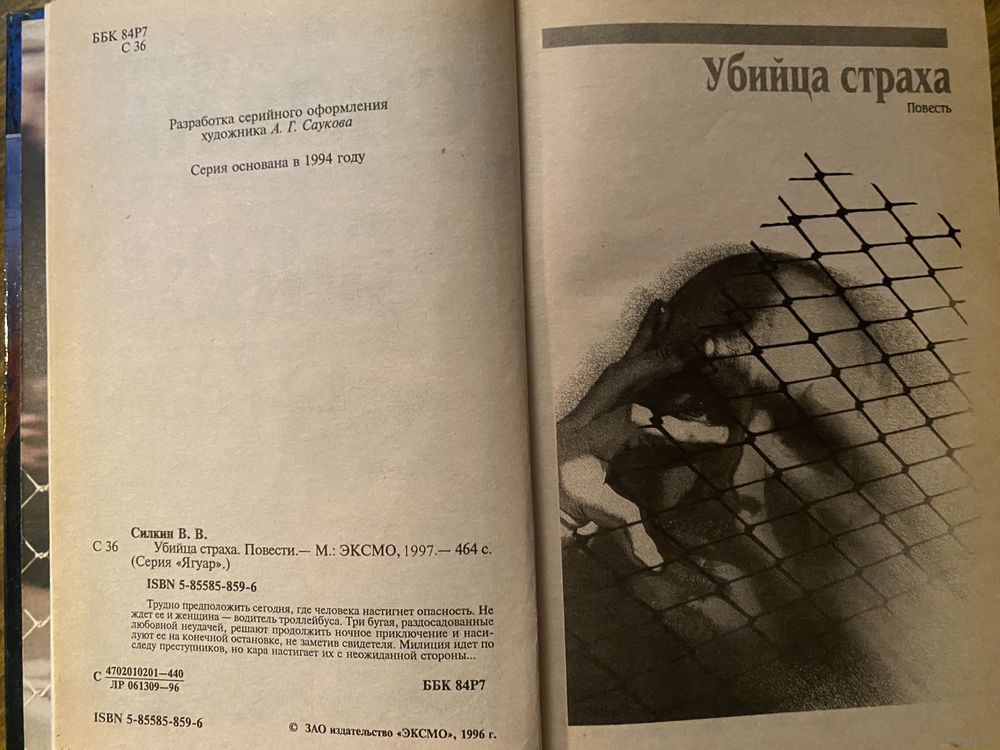 ББК 84Р7
С 36
Разработка серийного оформления
художника А. Г. Саукова
Серия основана в 1994 году
Силкин В. В.
С 36 Убийца страха. Повести.— М.: ЭКСМО, 1997.— 464 с.
(Серия «Ягуар».)
ISBN 5-85585-859-6
Трудно предположить сегодня, где человека настигнет опасность. Не
ждет ее и женщина — водитель троллейбуса. Три бугая, раздосадованные
любовной неудачей, решают продолжить ночное приключение и наси-
луют ее на конечной остановке, не заметив свидетеля. Милиция идет по
следу преступников, но кара настигает их с неожиданной стороны...
С 4702010201—440
ЛР 061309—96
ББК 84Р7
ISBN 5-85585-859-6
© ЗАО издательство «ЭКСМО», 1996 г.
Убийца страха
Повесть